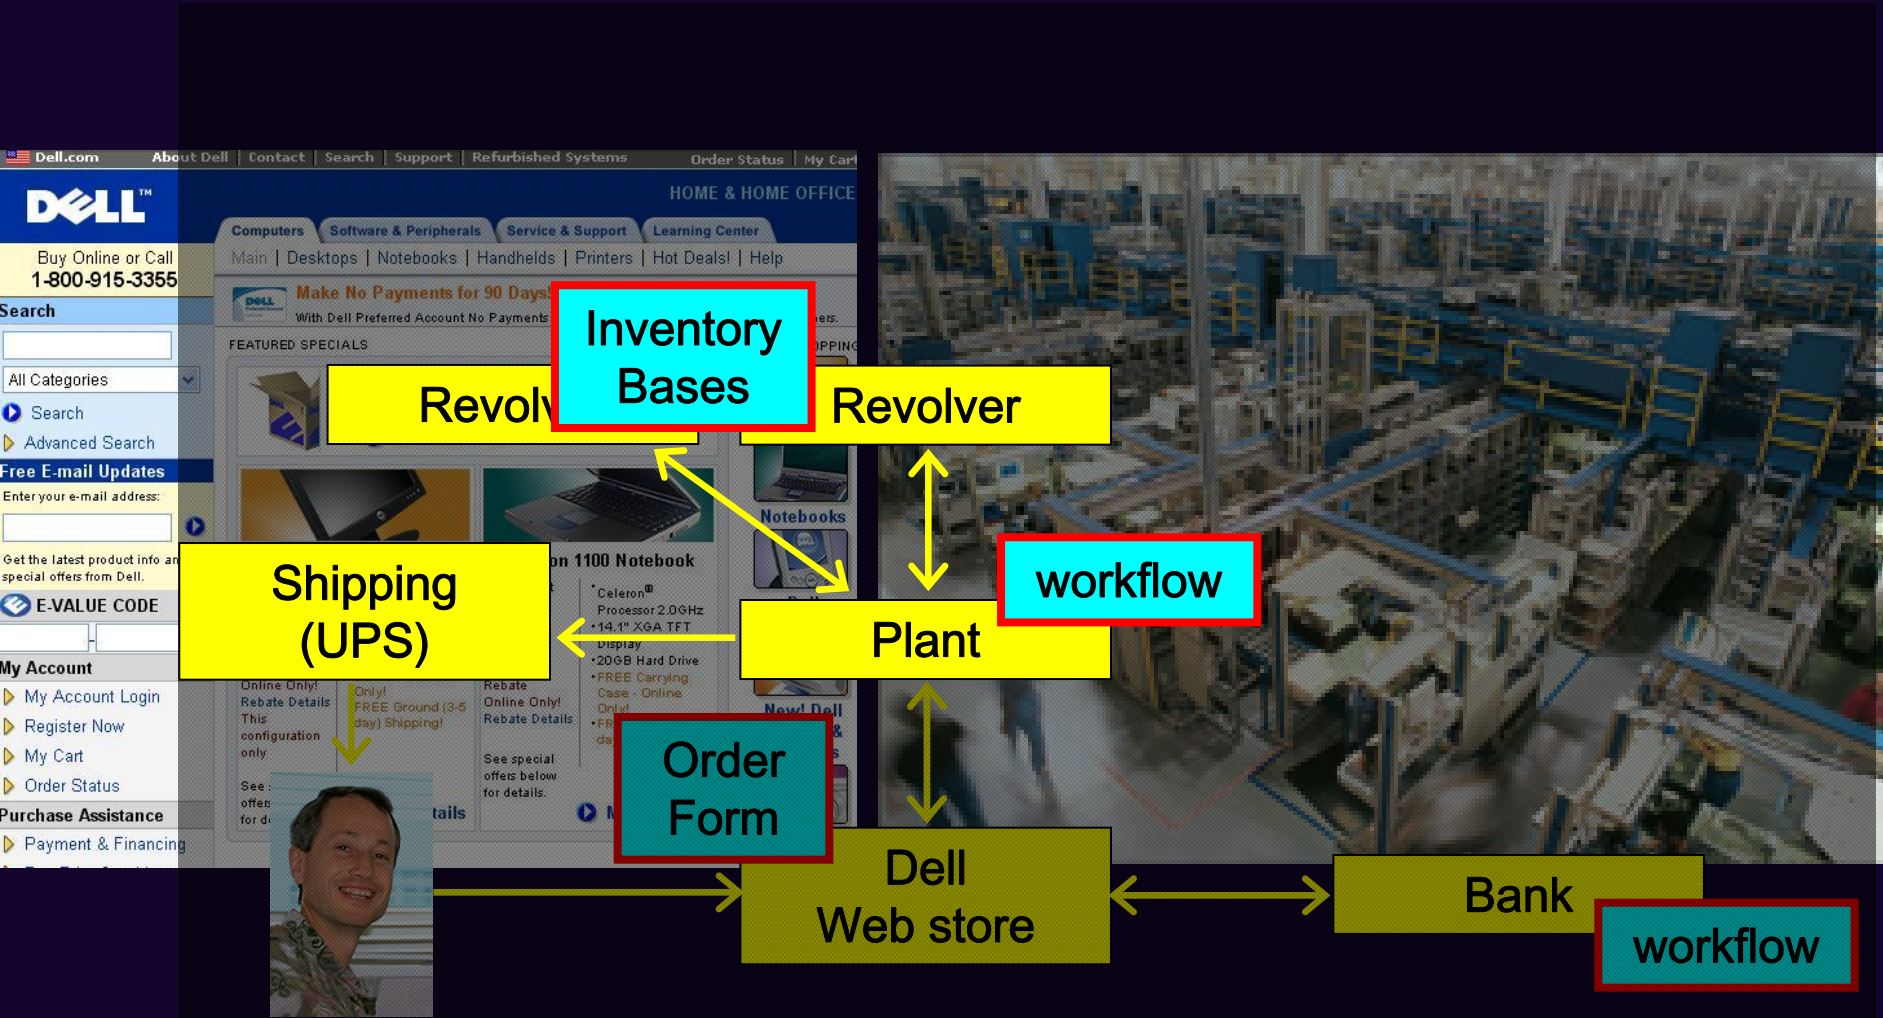 Dell.com About Dell | Contact | Search | Support | Refurbished Systems Order Status | My Cart
DELL™
HOME & HOME OFFICE
Computers Software & Peripherals Service & Support Learning Center
Main | Desktops | Notebooks | Handhelds | Printers | Hot Deals! | Help
Buy Online or Call
1-800-915-3355
Search
All Categories
Search
Advanced Search
Free E-mail Updates
Enter your e-mail address:
Get the latest product info an
special offers from Dell.
E-VALUE CODE
-
My Account
My Account Login
Register Now
My Cart
Order Status
Purchase Assistance
Payment & Financing
DELL
Make No Payments for 90 Days!
With Dell Preferred Account No Payments
FEATURED SPECIALS
Inventory
Bases
Revolv
Revolver
Notebooks
on 1100 Notebook
Celeron®
Processor 2.0GHz
14.1" XGA TFT
Display
20GB Hard Drive
FREE Carrying
Case - Online
Only!
Shipping
(UPS)
Plant
workflow
Online Only!
Rebate Details
This
configuration
only
Only!
FREE Ground (3-5
day) Shipping!
Rebate
Online Only!
Rebate Details
See special
offers below
for details.
New! Dell
&
Order
Form
Dell
Web store
Bank
workflow